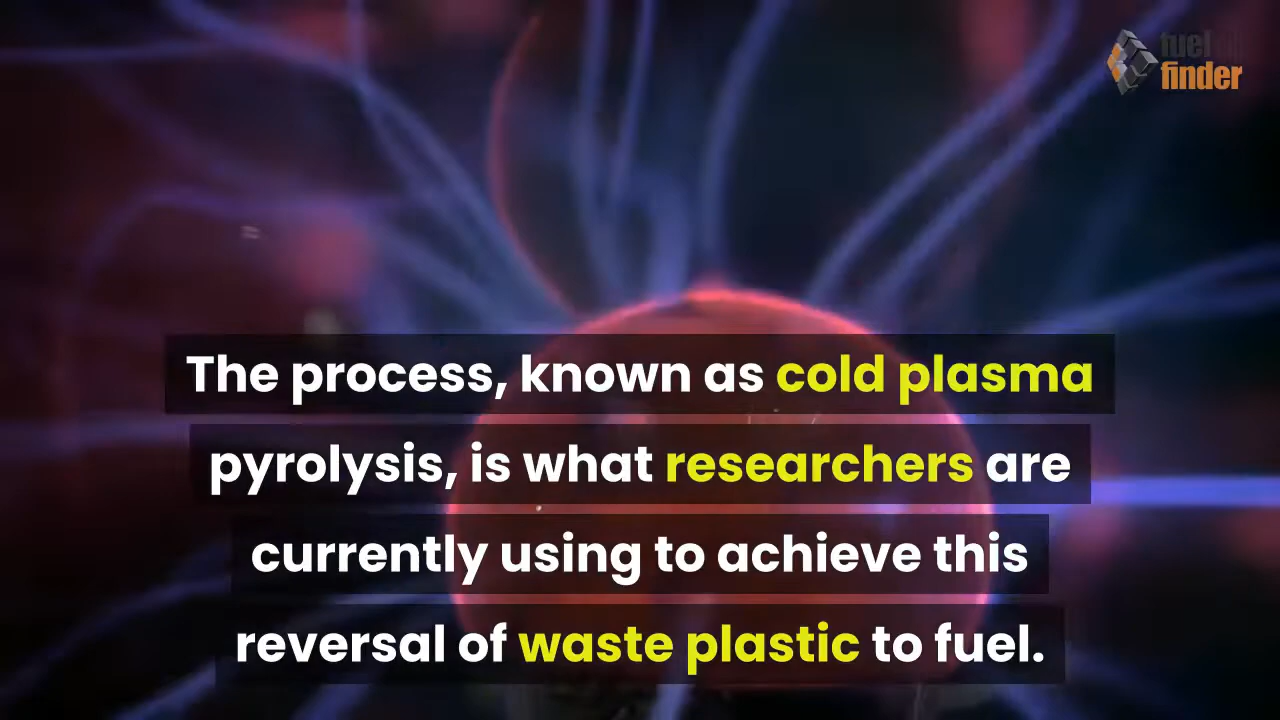 fuel
finder
The process, known as cold plasma
pyrolysis, is what researchers are
currently using to achieve this
reversal of waste plastic to fuel.